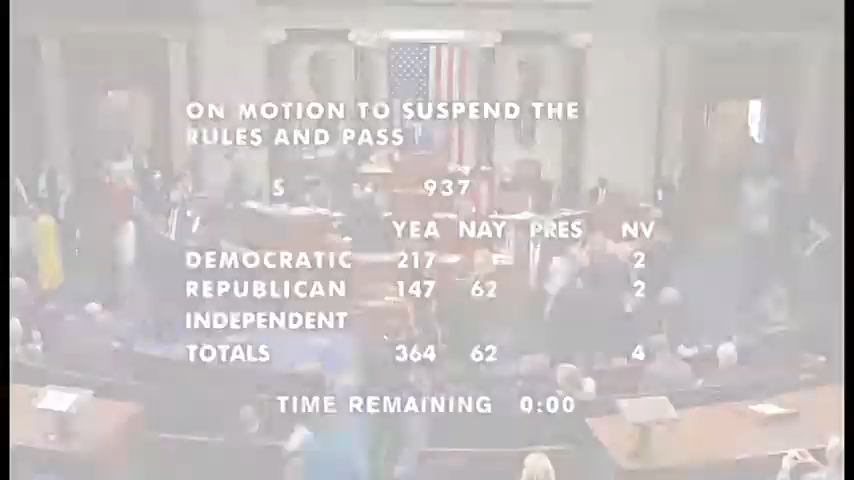 ON MOTION TO SUSPEND THE
RULES AND PASS
S 937
YEA NAY PRES NV
DEMOCRATIC 217 2
REPUBLICAN 147 62 2
INDEPENDENT
TOTALS 364 62 4
TIME REMAINING 0:00